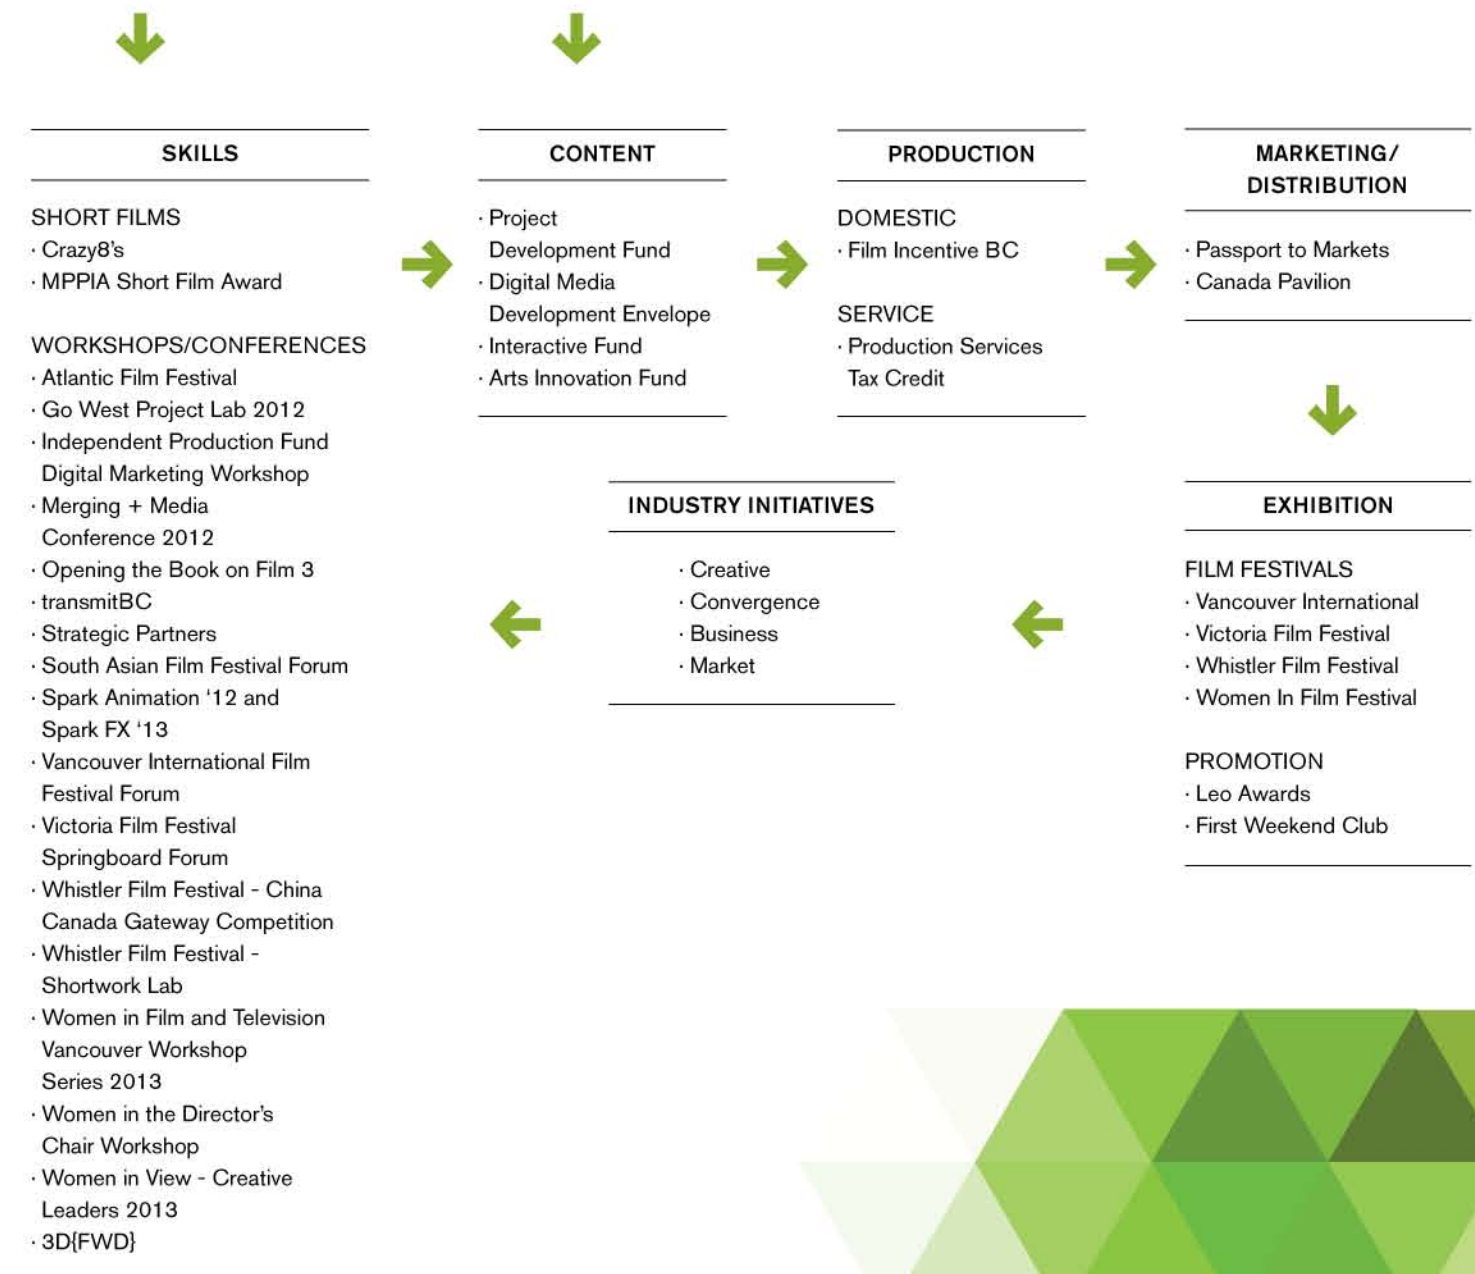 SKILLS
SHORT FILMS
· Crazy8’s
· MPPIA Short Film Award
WORKSHOPS/CONFERENCES
· Atlantic Film Festival
· Go West Project Lab 2012
· Independent Production Fund
Digital Marketing Workshop
· Merging + Media
Conference 2012
· Opening the Book on Film 3
· transmitBC
· Strategic Partners
· South Asian Film Festival Forum
· Spark Animation ‘12 and
Spark FX ‘13
· Vancouver International Film
Festival Forum
· Victoria Film Festival
Springboard Forum
· Whistler Film Festival - China
Canada Gateway Competition
· Whistler Film Festival -
Shortwork Lab
· Women in Film and Television
Vancouver Workshop
Series 2013
· Women in the Director’s
Chair Workshop
· Women in View - Creative
Leaders 2013
· 3D{FWD}
CONTENT
· Project
Development Fund
· Digital Media
Development Envelope
· Interactive Fund
· Arts Innovation Fund
PRODUCTION
DOMESTIC
· Film Incentive BC
SERVICE
· Production Services
Tax Credit
MARKETING/
DISTRIBUTION
· Passport to Markets
· Canada Pavilion
EXHIBITION
FILM FESTIVALS
· Vancouver International
· Victoria Film Festival
· Whistler Film Festival
· Women In Film Festival
PROMOTION
· Leo Awards
· First Weekend Club
INDUSTRY INITIATIVES
· Creative
· Convergence
· Business
· Market